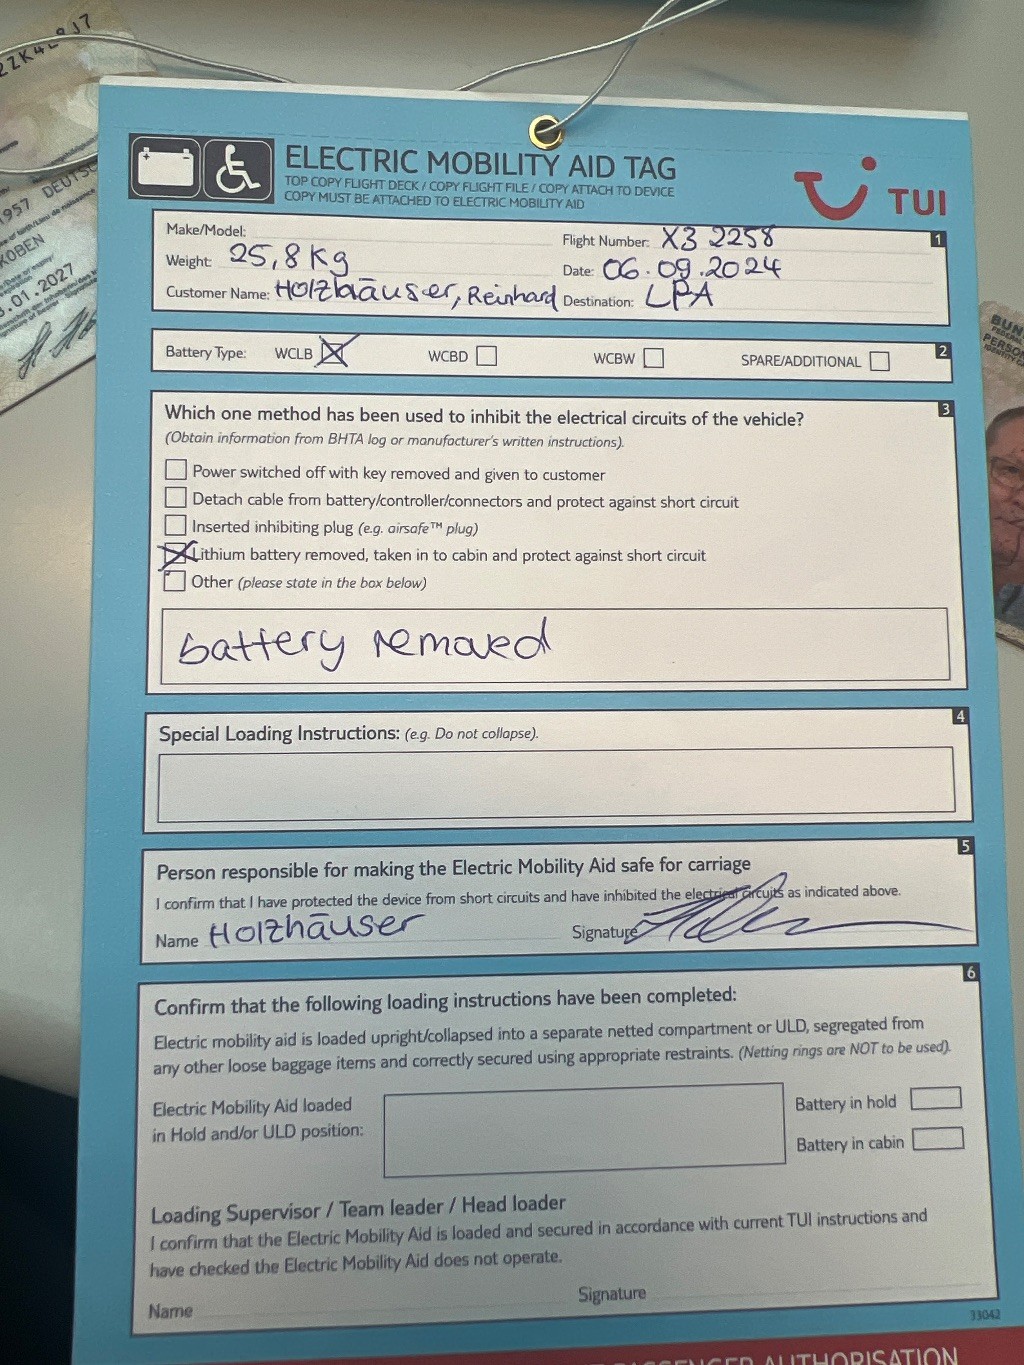 ZZK4L9J7
1957 DEUTSC
KOBEN
.01.2027
ELECTRIC MOBILITY AID TAG
TOP COPY FLIGHT DECK / COPY FLIGHT FILE / COPY ATTACH TO DEVICE
COPY MUST BE ATTACHED TO ELECTRIC MOBILITY AID
TUI
1
Make/Model:
Flight Number: X3 2258
Weight: 25,8 Kg
Date: 06.09.2024
Customer Name: Holzhäuser, Reinhard
Destination: LPA
2
Battery Type: WCLB WCBD WCBW SPARE/ADDITIONAL
3
Which one method has been used to inhibit the electrical circuits of the vehicle?
(Obtain information from BHTA log or manufacturer's written instructions).
Power switched off with key removed and given to customer
Detach cable from battery/controller/connectors and protect against short circuit
Inserted inhibiting plug (e.g. airsafe™ plug)
Lithium battery removed, taken in to cabin and protect against short circuit
Other (please state in the box below)
battery removed
4
Special Loading Instructions: (e.g. Do not collapse).
5
Person responsible for making the Electric Mobility Aid safe for carriage
I confirm that I have protected the device from short circuits and have inhibited the electrical circuits as indicated above.
Name Holzhäuser
Signature
6
Confirm that the following loading instructions have been completed:
Electric mobility aid is loaded upright/collapsed into a separate netted compartment or ULD, segregated from
any other loose baggage items and correctly secured using appropriate restraints. (Netting rings are NOT to be used).
Electric Mobility Aid loaded
in Hold and/or ULD position:
Battery in hold
Battery in cabin
Loading Supervisor / Team leader / Head loader
I confirm that the Electric Mobility Aid is loaded and secured in accordance with current TUI instructions and
have checked the Electric Mobility Aid does not operate.
Name
Signature
33042
AUTHORISATION
BUN
FEDERAL
PERSO
IDENTITY